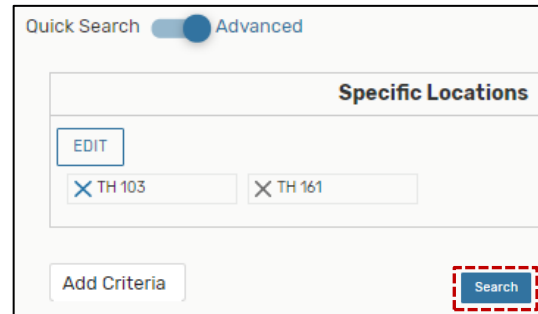 Quick Search Advanced
Specific Locations
EDIT
TH 103 TH 161
Add Criteria Search